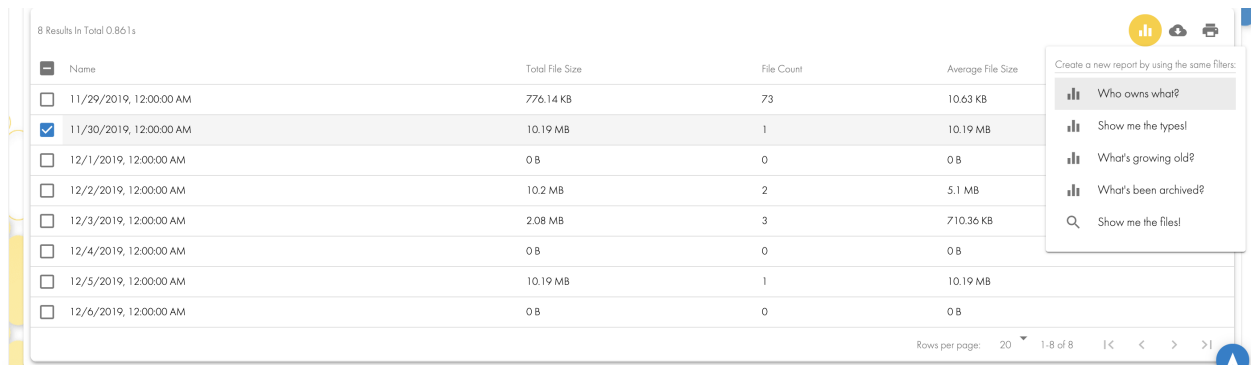 8 Results In Total 0.861s
Create a new report by using the same filters:
Name Total File Size File Count Average File Size
Who owns what?
11/29/2019, 12:00:00 AM 776.14 KB 73 10.63 KB
Show me the types!
11/30/2019, 12:00:00 AM 10.19 MB 1 10.19 MB
What's growing old?
12/1/2019, 12:00:00 AM 0 B 0 0 B
What's been archived?
12/2/2019, 12:00:00 AM 10.2 MB 2 5.1 MB
Show me the files!
12/3/2019, 12:00:00 AM 2.08 MB 3 710.36 KB
12/4/2019, 12:00:00 AM 0 B 0 0 B
12/5/2019, 12:00:00 AM 10.19 MB 1 10.19 MB
12/6/2019, 12:00:00 AM 0 B 0 0 B
Rows per page: 20 1-8 of 8